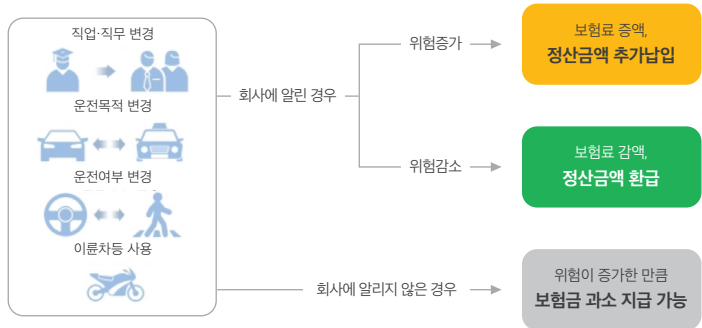 직업·직무 변경
운전목적 변경
운전여부 변경
이륜차등 사용
회사에 알린 경우
위험증가
보험료 증액,
정산금액 추가납입
위험감소
보험료 감액,
정산금액 환급
회사에 알리지 않은 경우
위험이 증가한 만큼
보험금 과소 지급 가능